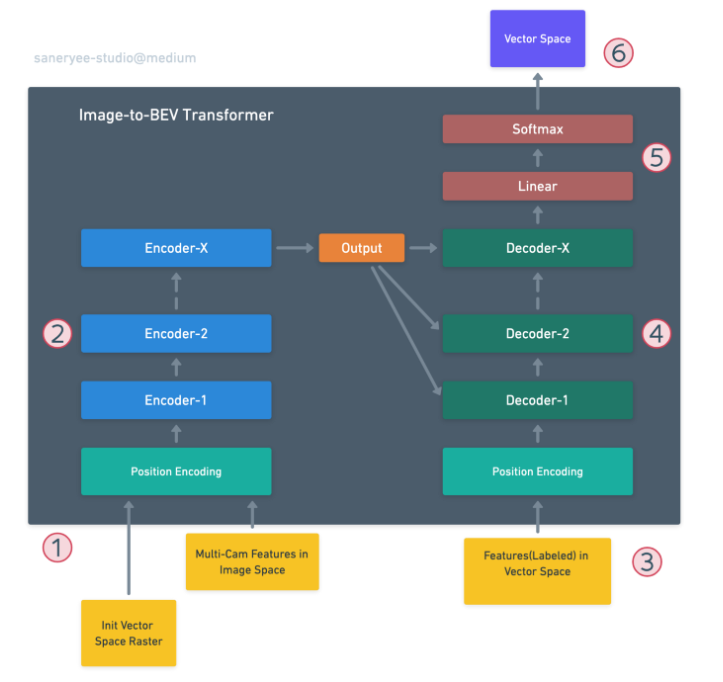 saneryee-studio@medium
Vector Space
6
Image-to-BEV Transformer
Softmax
5
Linear
Encoder-X
Output
Decoder-X
2
Encoder-2
Decoder-2
4
Encoder-1
Decoder-1
Position Encoding
Position Encoding
1
Multi-Cam Features in
Image Space
Features(Labeled) in
Vector Space
3
Init Vector
Space Raster